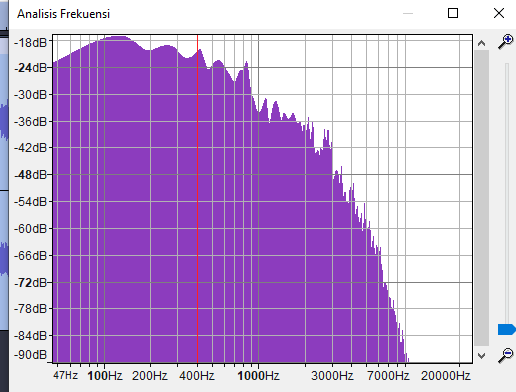 Analisis Frekuensi
-18dB
-24dB
-30dB
-36dB
-42dB
-48dB
-54dB
-60dB
-66dB
-72dB
-78dB
-84dB
-90dB
47Hz 100Hz 200Hz 400Hz 1000Hz 3000Hz 7000Hz 20000Hz